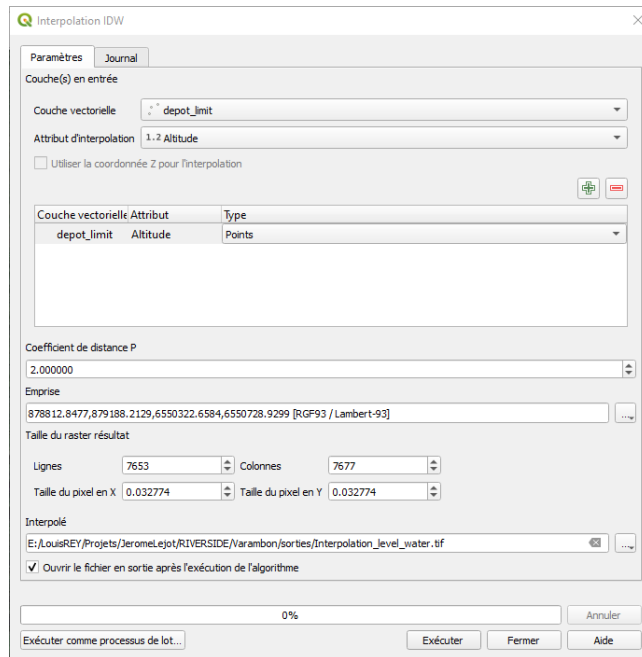 Interpolation IDW
Paramètres Journal
Couche(s) en entrée
Couche vectorielle depot_limit
Attribut d'interpolation 1.2 Altitude
Utiliser la coordonnée Z pour l'interpolation
Couche vectorielle Attribut Type
depot_limit Altitude Points
Coefficient de distance P
2.000000
Emprise
878812.8477,879188.2129,6550322.6584,6550728.9299 [RGF93 / Lambert-93]
Taille du raster résultat
Lignes 7653 Colonnes 7677
Taille du pixel en X 0.032774 Taille du pixel en Y 0.032774
Interpolé
E:/LouisREY/Projets/JeromeLejot/RIVERSIDE/Varambon/sorties/Interpolation_level_water.tif
...
Ouvrir le fichier en sortie après l'exécution de l'algorithme
0% Annuler
Exécuter comme processus de lot... Exécuter Fermer Aide